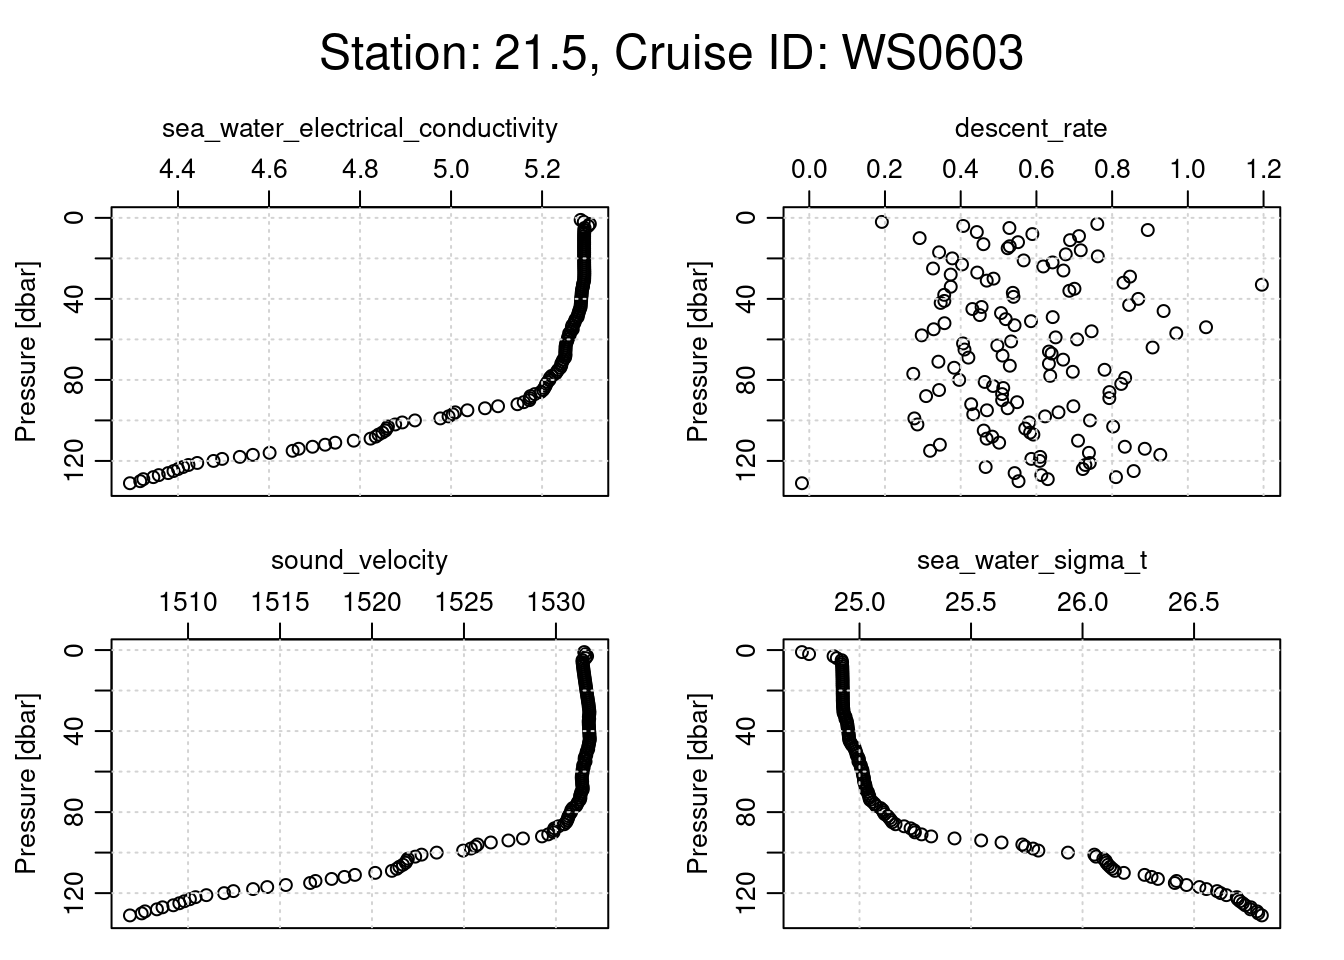 Station: 21.5, Cruise ID: WS0603
sea_water_electrical_conductivity
4.4 4.6 4.8 5.0 5.2
Pressure [dbar]
0
40
80
120
descent_rate
0.0 0.2 0.4 0.6 0.8 1.0 1.2
Pressure [dbar]
0
40
80
120
sound_velocity
1510 1515 1520 1525 1530
Pressure [dbar]
0
40
80
120
sea_water_sigma_t
25.0 25.5 26.0 26.5
Pressure [dbar]
0
40
80
120